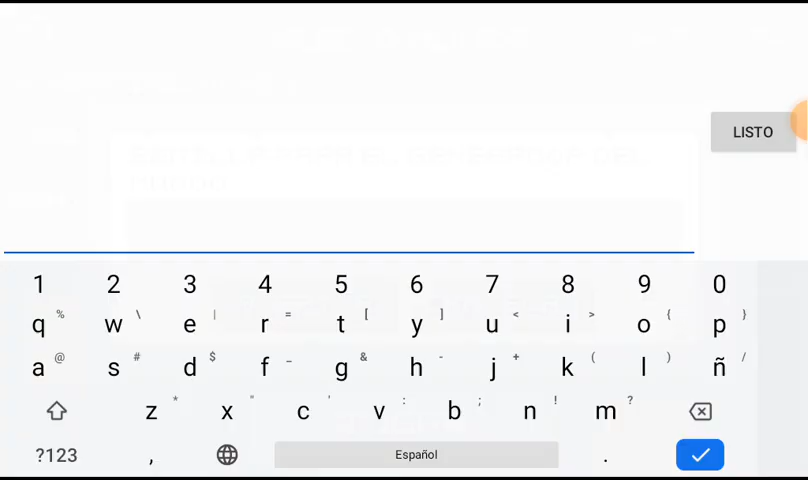 LISTO
1 2 3 4 5 6 7 8 9 0
q % w \ e | r = t [ y ] u < i > o { p }
a @ s # d $ f _ g & h - j + k ( l ) ñ /
z * x " c ' v : b ; n ! m ?
?123 , Español .